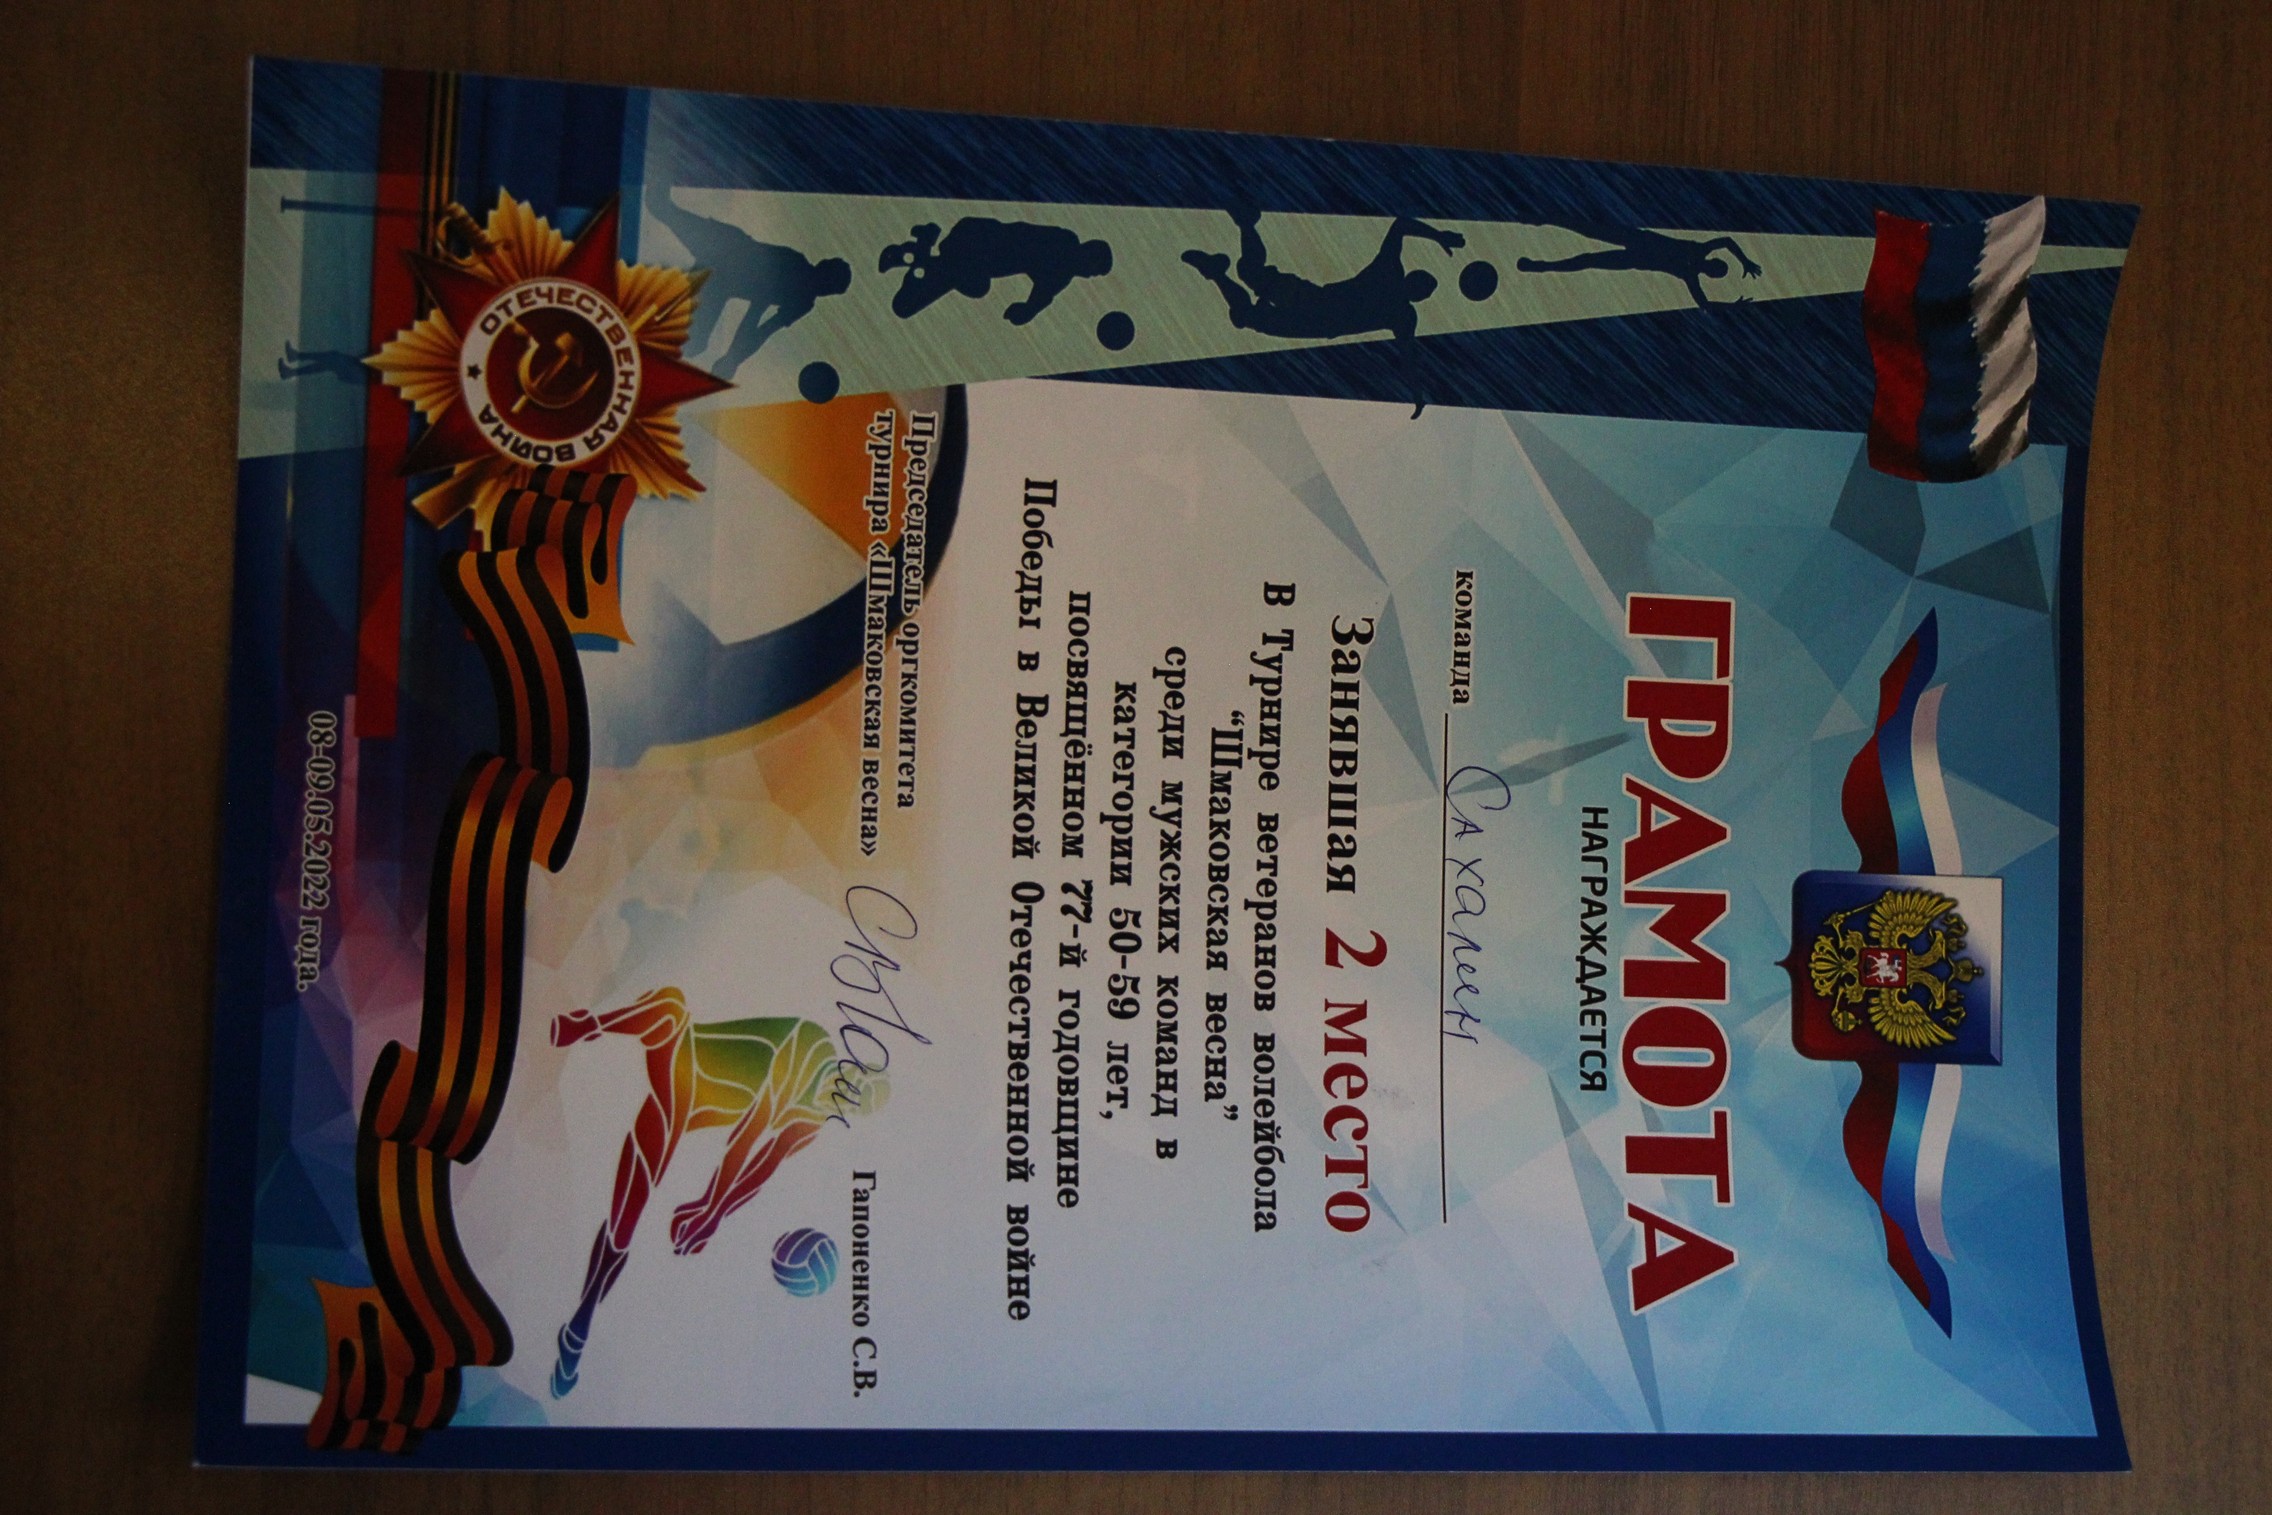 ГРАМОТА
НАГРАЖДАЕТСЯ
команда Сахалин
Занявшая 2 место
В Турнире ветеранов волейбола
“Шмаковская весна”
среди мужских команд в
категории 50-59 лет,
посвящённом 77-й годовщине
Победы в Великой Отечественной войне
Председатель оргкомитета
турнира «Шмаковская весна» Гапоненко С.В.
ОТЕЧЕСТВЕННАЯ ВОЙНА
08-09.05.2022 года.